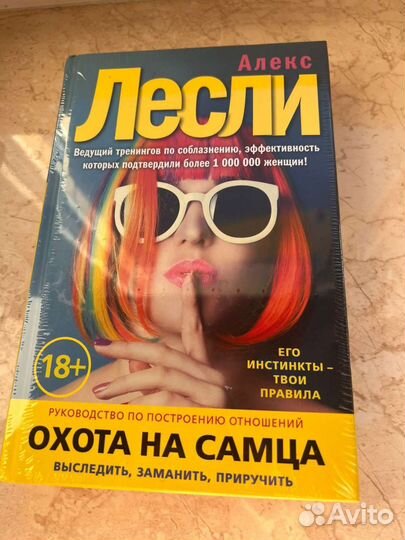 Алекс
Лесли
Ведущий тренингов по соблазнению, эффективность
которых подтвердили более 1 000 000 женщин!
18+
ЕГО
ИНСТИНКТЫ –
ТВОИ
ПРАВИЛА
РУКОВОДСТВО ПО ПОСТРОЕНИЮ ОТНОШЕНИЙ
ОХОТА НА САМЦА
ВЫСЛЕДИТЬ, ЗАМАНИТЬ, ПРИРУЧИТЬ
Avito